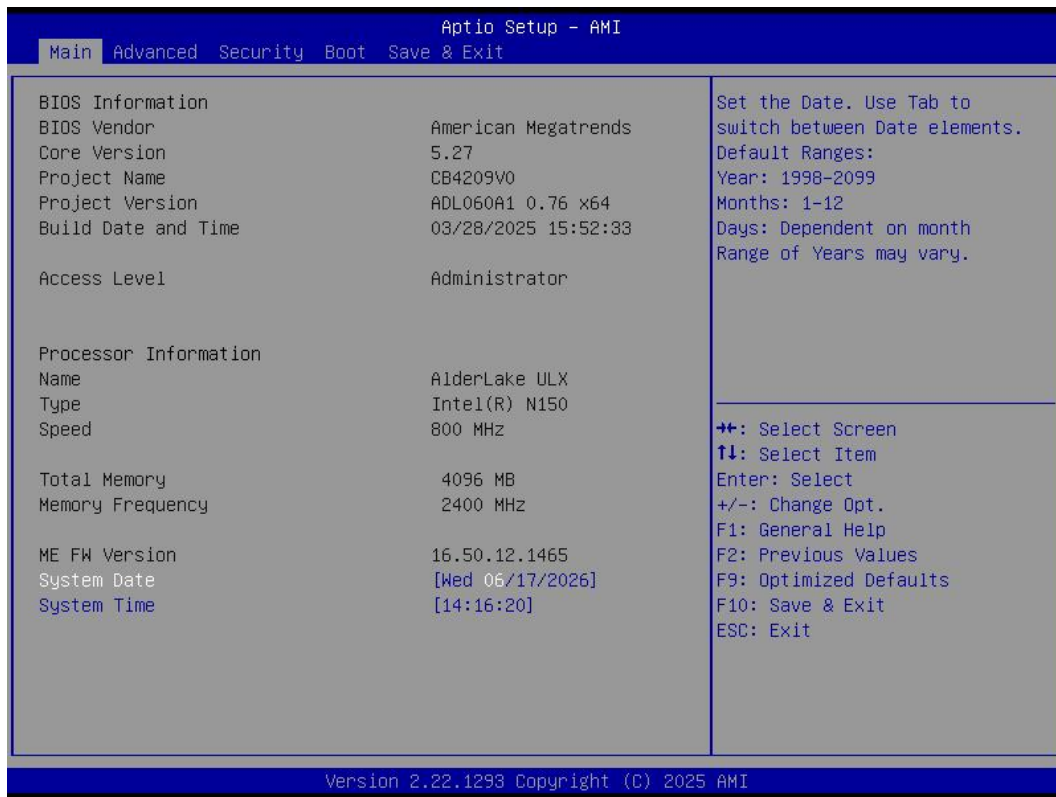 Aptio Setup - AMI
Main Advanced Security Boot Save & Exit
BIOS Information
BIOS Vendor American Megatrends
Core Version 5.27
Project Name CB4209V0
Project Version ADL060A1 0.76 x64
Build Date and Time 03/28/2025 15:52:33
Access Level Administrator
Processor Information
Name AlderLake ULX
Type Intel(R) N150
Speed 800 MHz
Total Memory 4096 MB
Memory Frequency 2400 MHz
ME FW Version 16.50.12.1465
System Date [Wed 06/17/2026]
System Time [14:16:20]
Set the Date. Use Tab to
switch between Date elements.
Default Ranges:
Year: 1998-2099
Months: 1-12
Days: Dependent on month
Range of Years may vary.
→←: Select Screen
↑↓: Select Item
Enter: Select
+/-: Change Opt.
F1: General Help
F2: Previous Values
F9: Optimized Defaults
F10: Save & Exit
ESC: Exit
Version 2.22.1293 Copyright (C) 2025 AMI